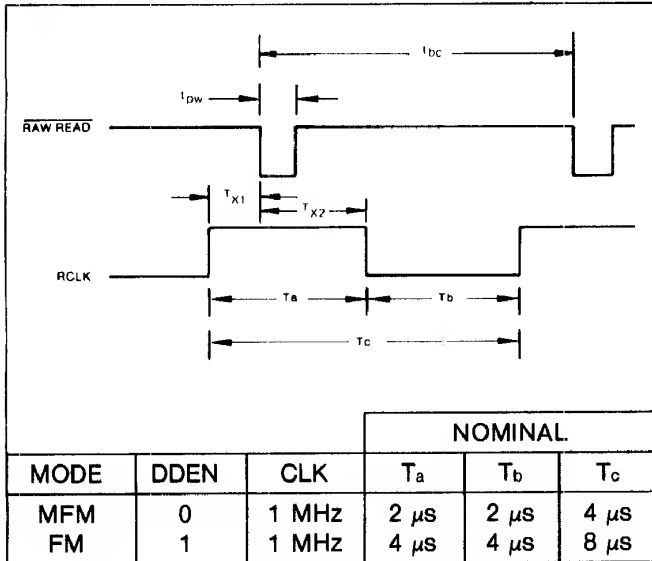 tbc
tpw
RAW READ
TX1
TX2
RCLK
Ta
Tb
Tc
NOMINAL.
MODE DDEN CLK Ta Tb Tc
MFM 0 1 MHz 2 μs 2 μs 4 μs
FM 1 1 MHz 4 μs 4 μs 8 μs